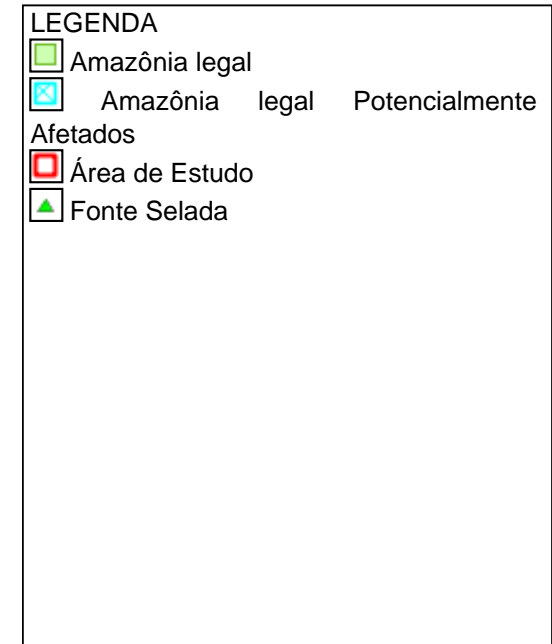 LEGENDA
Amazônia legal
Amazônia legal Potencialmente
Afetados
Área de Estudo
Fonte Selada